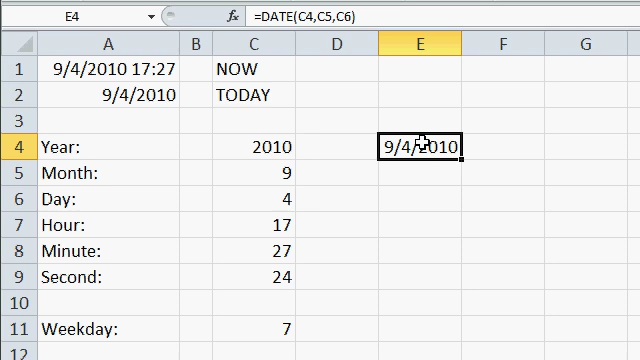 E4 fx =DATE(C4,C5,C6)
A B C D E F G
1 9/4/2010 17:27 NOW
2 9/4/2010 TODAY
3
4 Year: 2010 9/4/2010
5 Month: 9
6 Day: 4
7 Hour: 17
8 Minute: 27
9 Second: 24
10
11 Weekday: 7
12